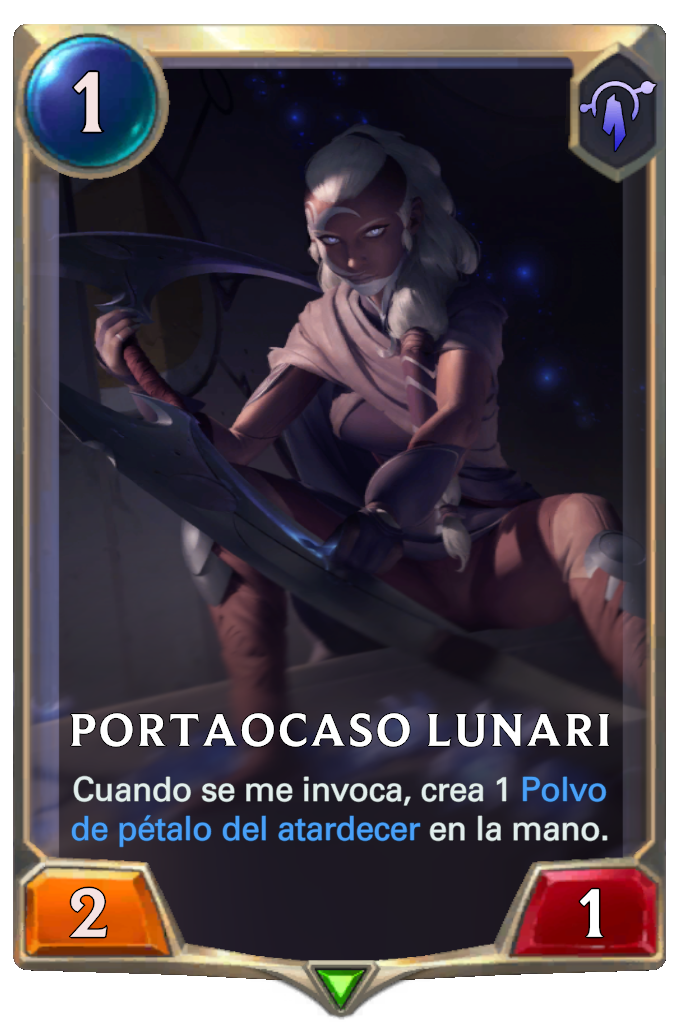 1
PORTAOCASO LUNARI
Cuando se me invoca, crea 1 Polvo
de pétalo del atardecer en la mano.
2
1